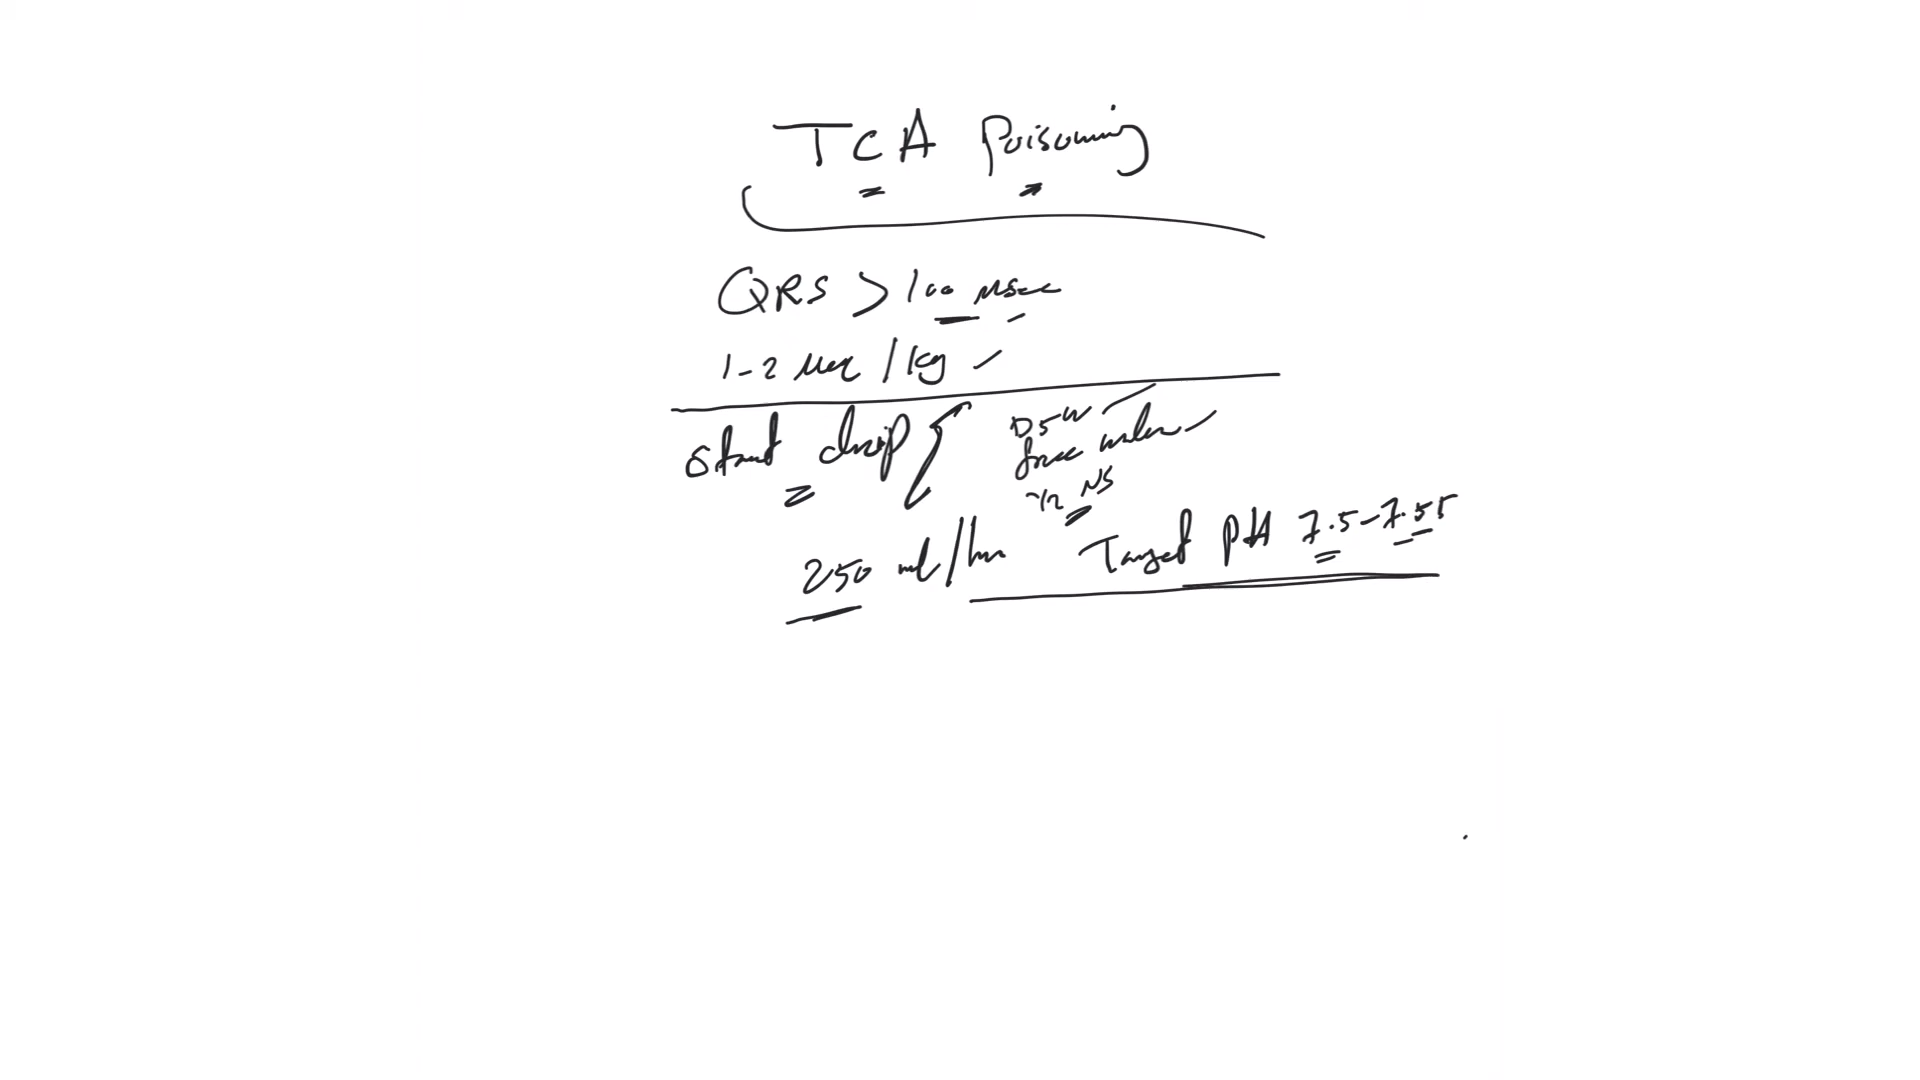 TCA Poisoning
QRS > 100 msec
1-2 meq / kg
start drip { D5W
free water
1/2 NS
250 ml/hr Target PH 7.5-7.55